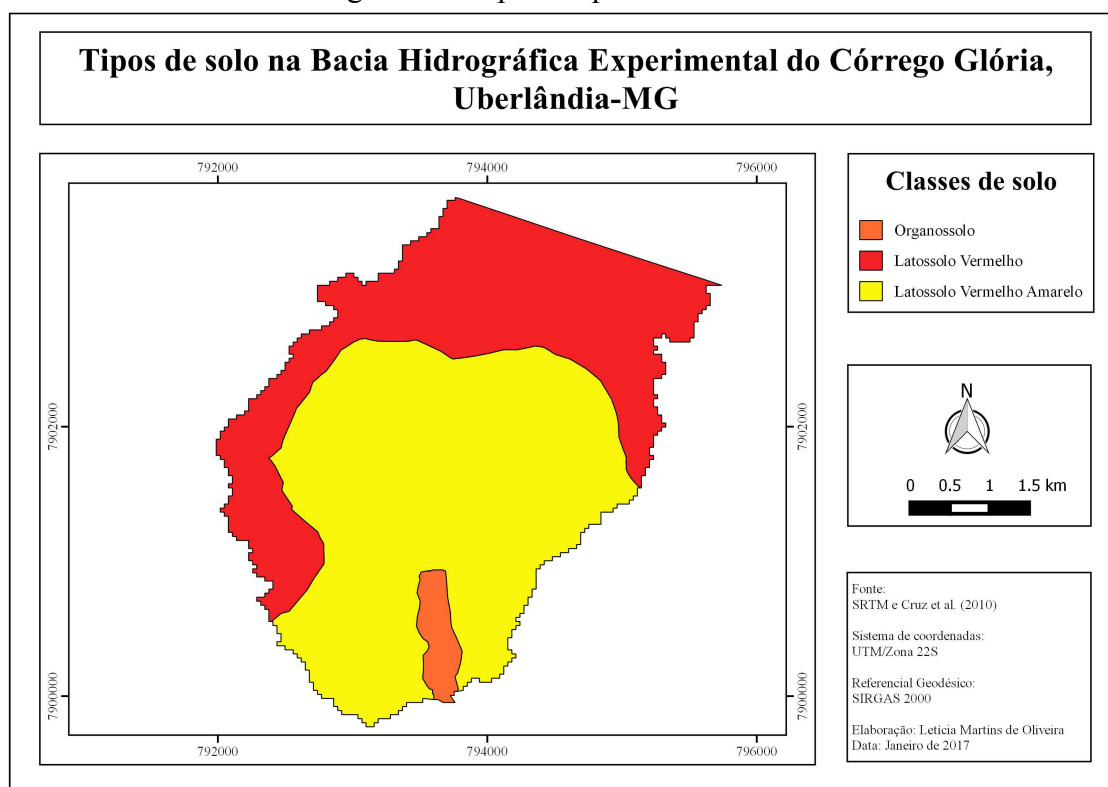 Tipos de solo na Bacia Hidrográfica Experimental do Córrego Glória,
Uberlândia-MG
792000
794000
796000
7902000
7900000
7902000
7900000
792000
794000
796000
Classes de solo
Organossolo
Latossolo Vermelho
Latossolo Vermelho Amarelo
N
0 0.5 1 1.5 km
Fonte:
SRTM e Cruz et al. (2010)
Sistema de coordenadas:
UTM/Zona 22S
Referencial Geodésico:
SIRGAS 2000
Elaboração: Letícia Martins de Oliveira
Data: Janeiro de 2017